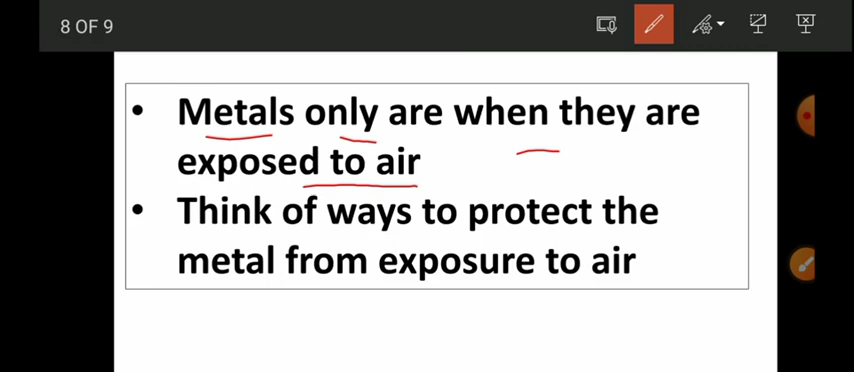 8 OF 9
• Metals only are when they are
exposed to air
• Think of ways to protect the
metal from exposure to air